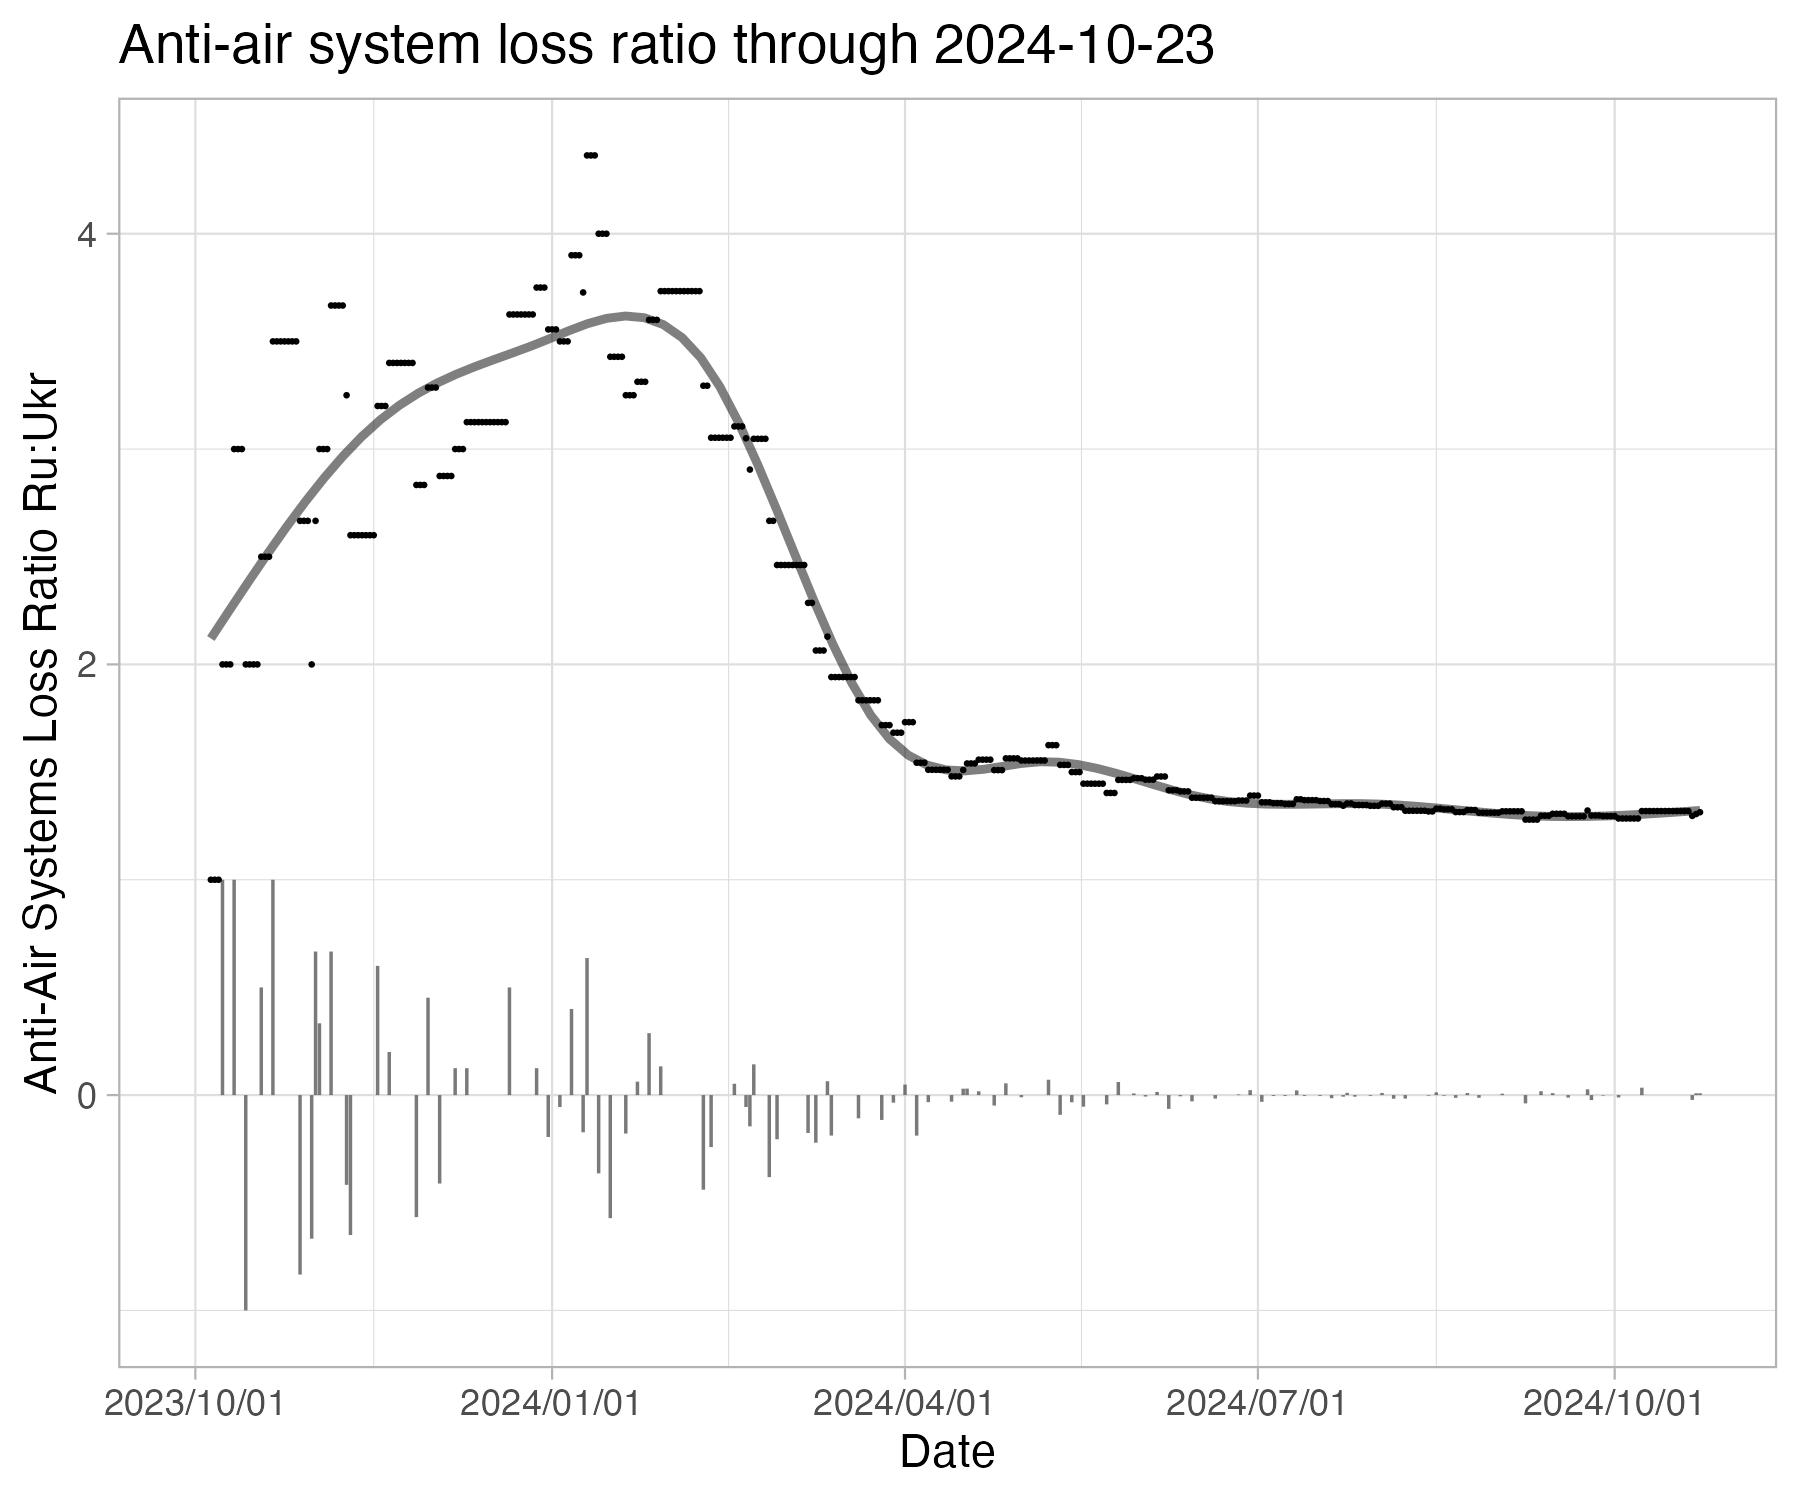 Anti-air system loss ratio through 2024-10-23
Anti-Air Systems Loss Ratio Ru:Ukr
4
2
0
2023/10/01
2024/01/01
2024/04/01
2024/07/01
2024/10/01
Date